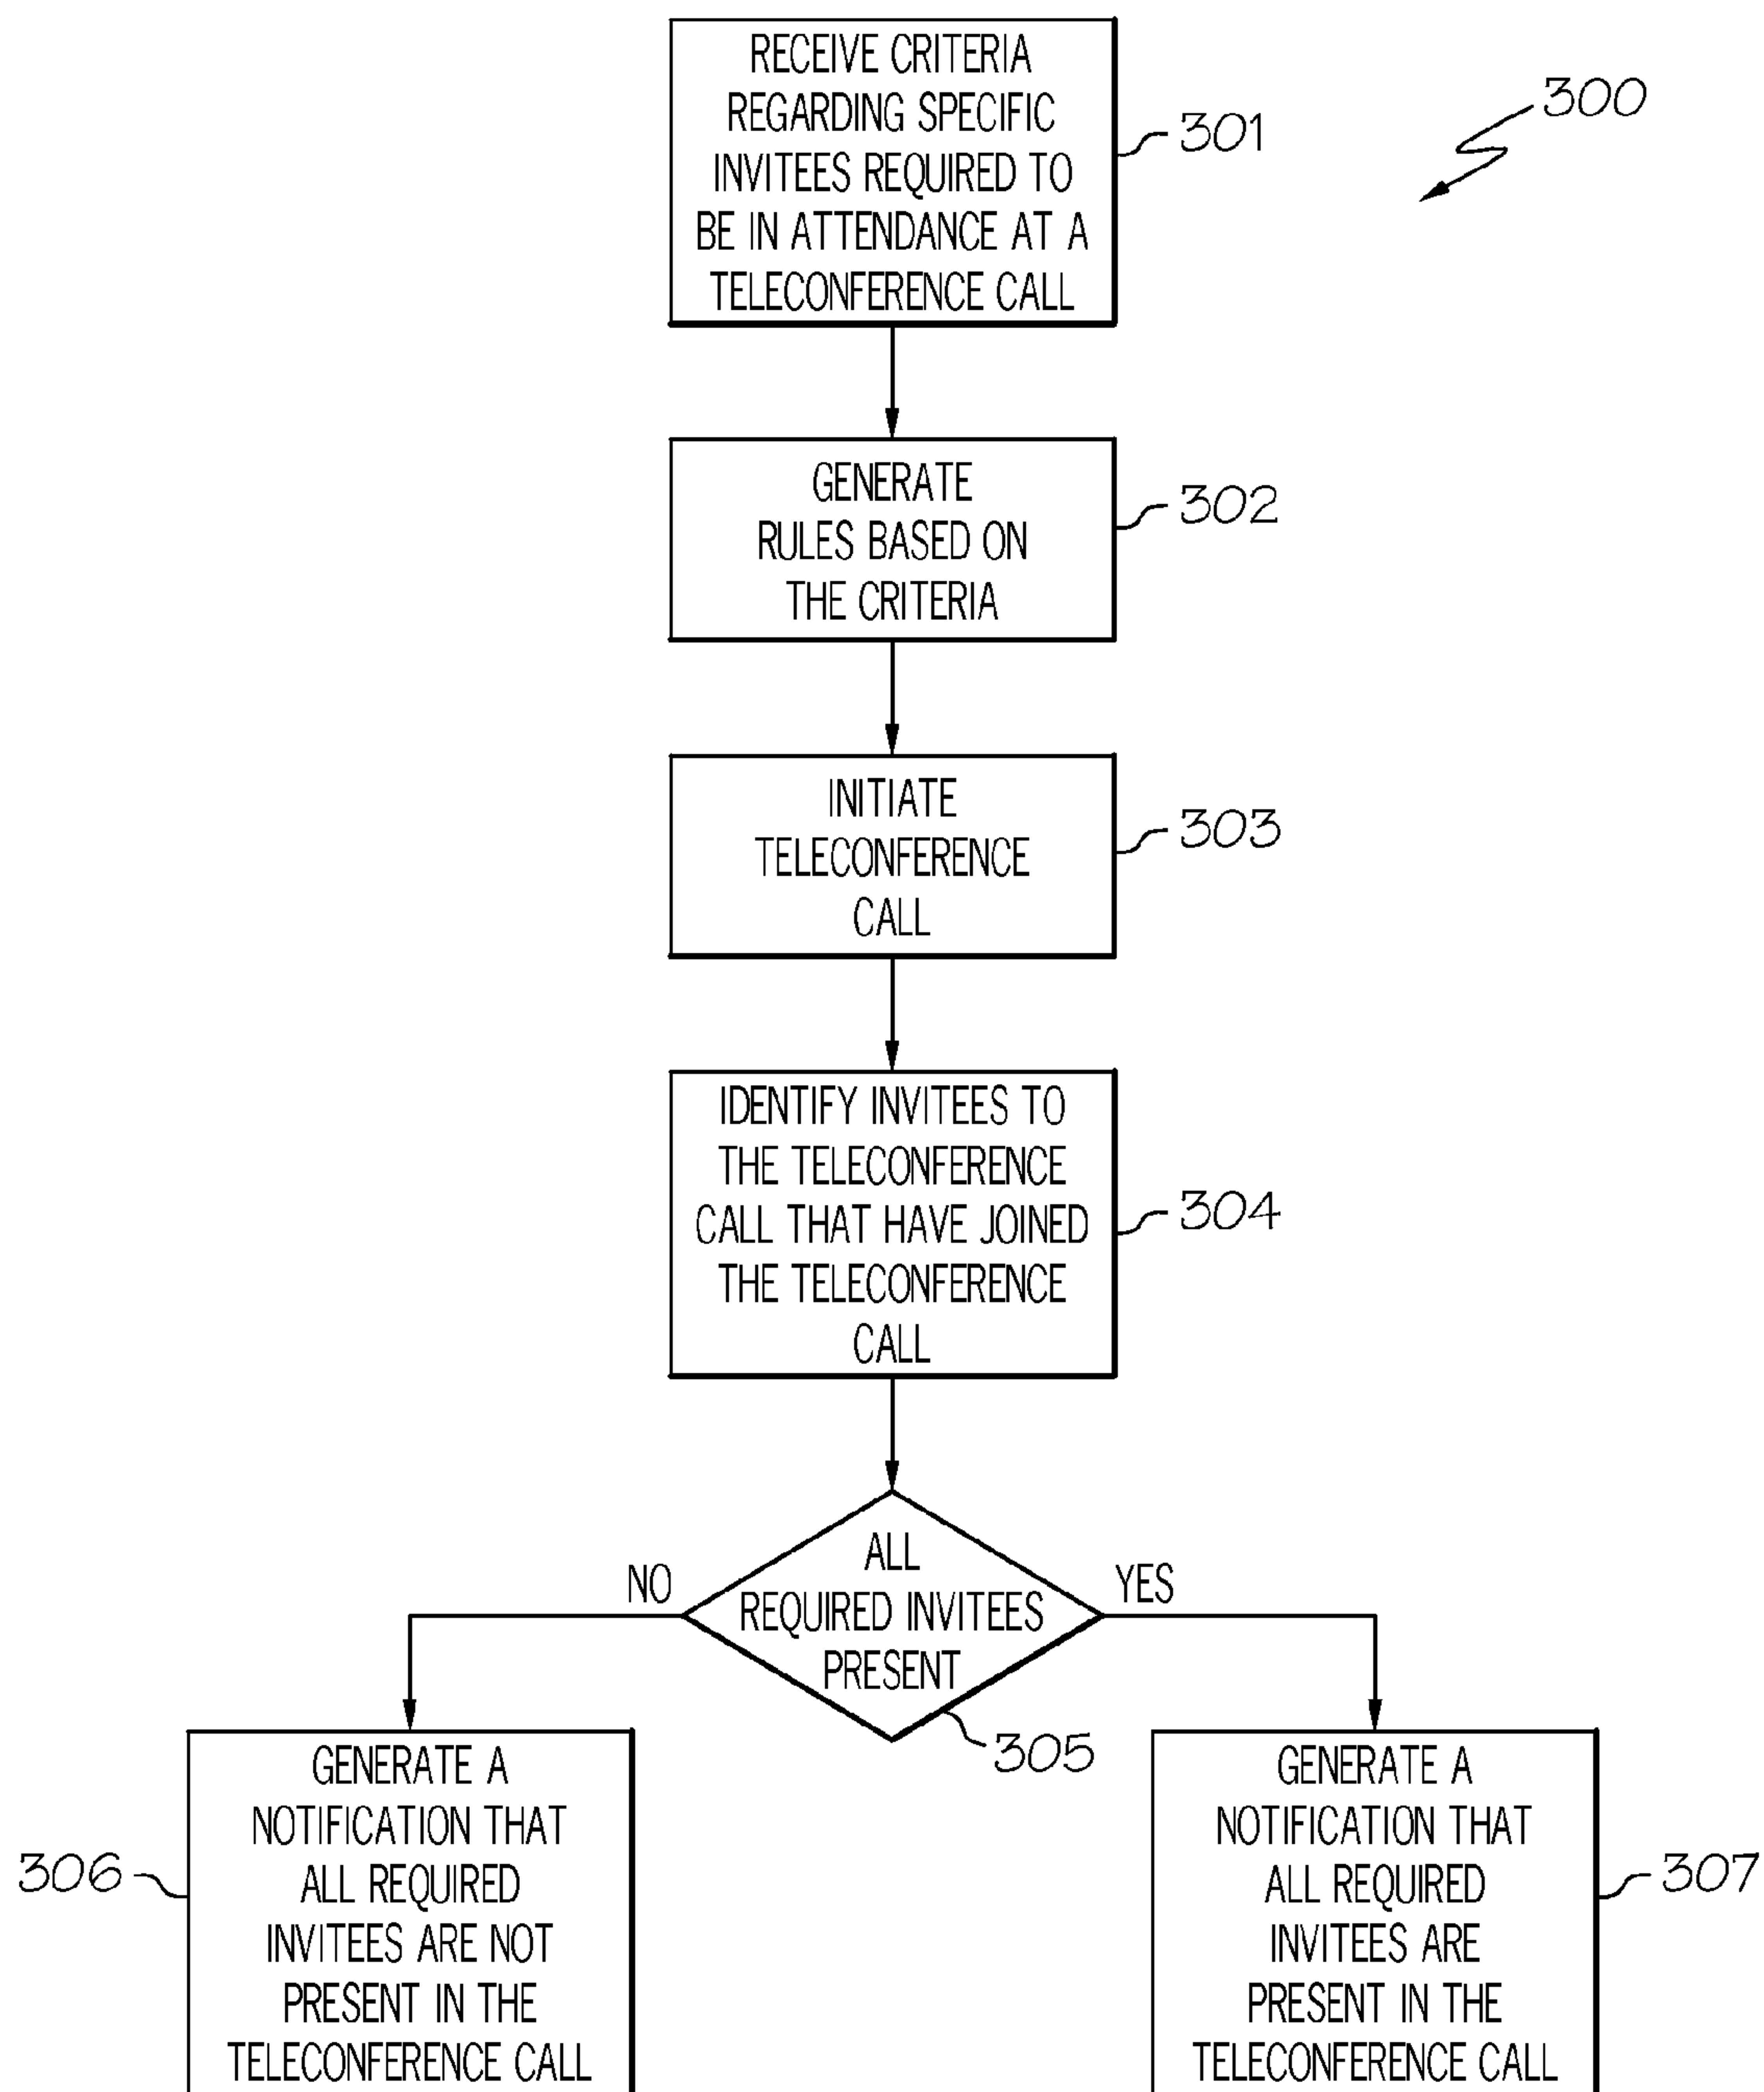 RECEIVE CRITERIA
REGARDING SPECIFIC
INVITEES REQUIRED TO
BE IN ATTENDANCE AT A
TELECONFERENCE CALL
301
300
GENERATE
RULES BASED ON
THE CRITERIA
302
INITIATE
TELECONFERENCE
CALL
303
IDENTIFY INVITEES TO
THE TELECONFERENCE
CALL THAT HAVE JOINED
THE TELECONFERENCE
CALL
304
ALL
REQUIRED INVITEES
PRESENT
NO
YES
305
GENERATE A
NOTIFICATION THAT
ALL REQUIRED
INVITEES ARE NOT
PRESENT IN THE
TELECONFERENCE CALL
306
GENERATE A
NOTIFICATION THAT
ALL REQUIRED
INVITEES ARE
PRESENT IN THE
TELECONFERENCE CALL
307